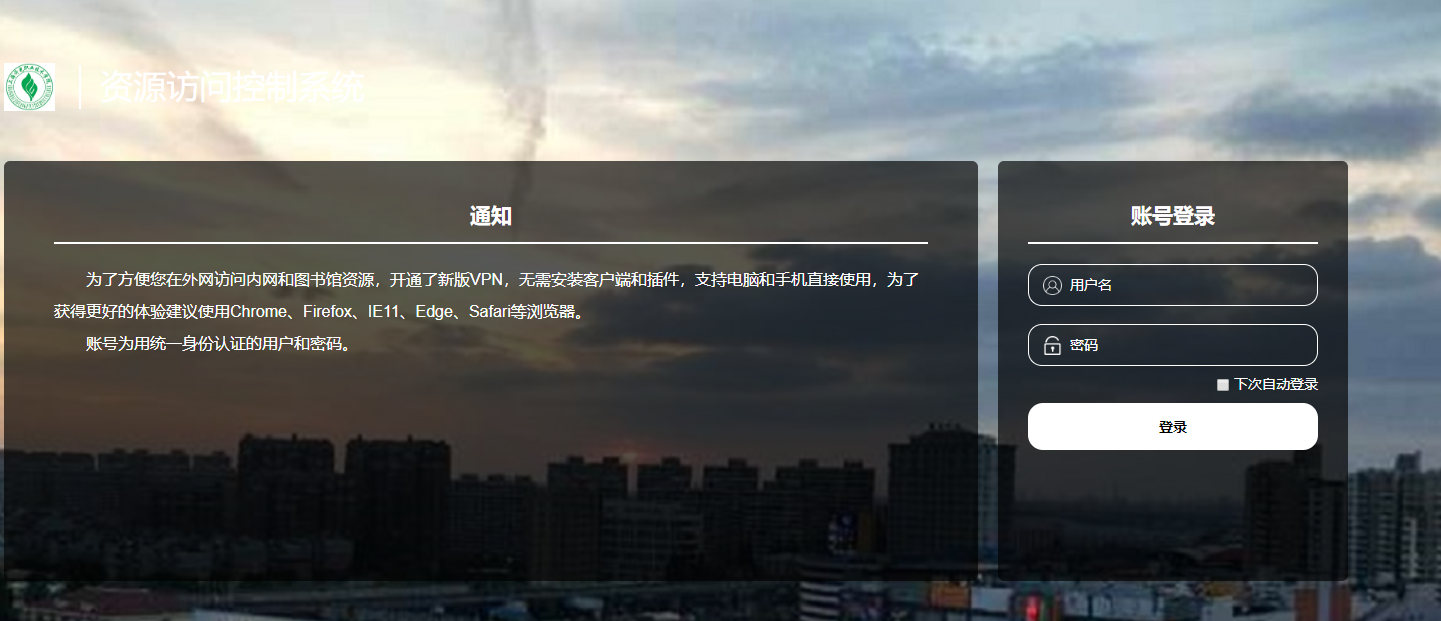 资源访问控制系统
通知
为了方便您在外网访问内网和图书馆资源，开通了新版VPN，无需安装客户端和插件，支持电脑和手机直接使用，为了
获得更好的体验建议使用Chrome、Firefox、IE11、Edge、Safari等浏览器。
账号为用统一身份认证的用户和密码。
账号登录
用户名
密码
下次自动登录
登录